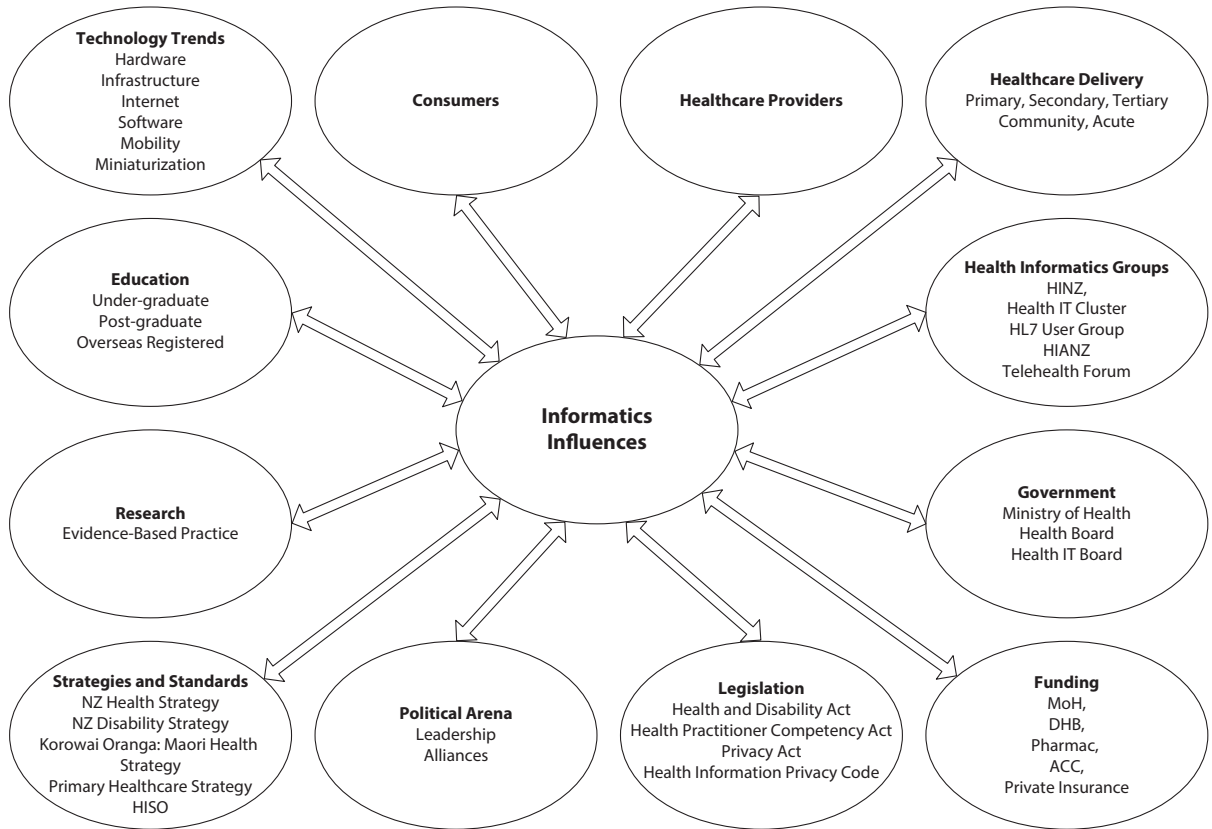 Technology Trends
Hardware
Infrastructure
Internet
Software
Mobility
Miniaturization
Consumers
Healthcare Providers
Healthcare Delivery
Primary, Secondary, Tertiary
Community, Acute
Education
Under-graduate
Post-graduate
Overseas Registered
Health Informatics Groups
HINZ,
Health IT Cluster
HL7 User Group
HIANZ
Telehealth Forum
Informatics
Influences
Research
Evidence-Based Practice
Government
Ministry of Health
Health Board
Health IT Board
Strategies and Standards
NZ Health Strategy
NZ Disability Strategy
Korowai Oranga: Maori Health
Strategy
Primary Healthcare Strategy
HISO
Political Arena
Leadership
Alliances
Legislation
Health and Disability Act
Health Practitioner Competency Act
Privacy Act
Health Information Privacy Code
Funding
MoH,
DHB,
Pharmac,
ACC,
Private Insurance